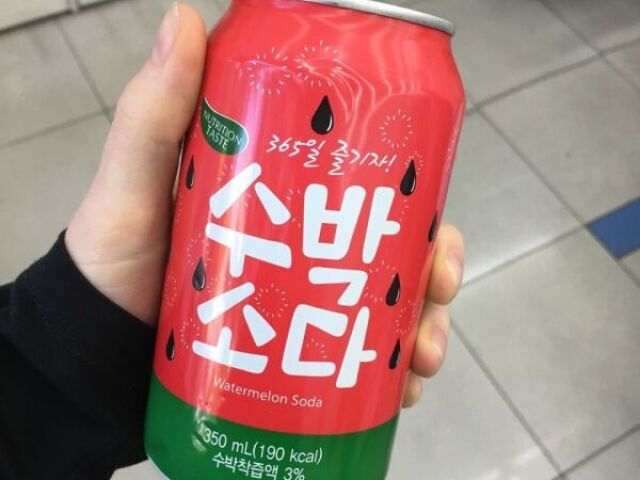 NUTRITION
TASTE
365일 즐기자!
수박
소다
Watermelon Soda
350 mL(190 kcal)
수박착즙액 3%